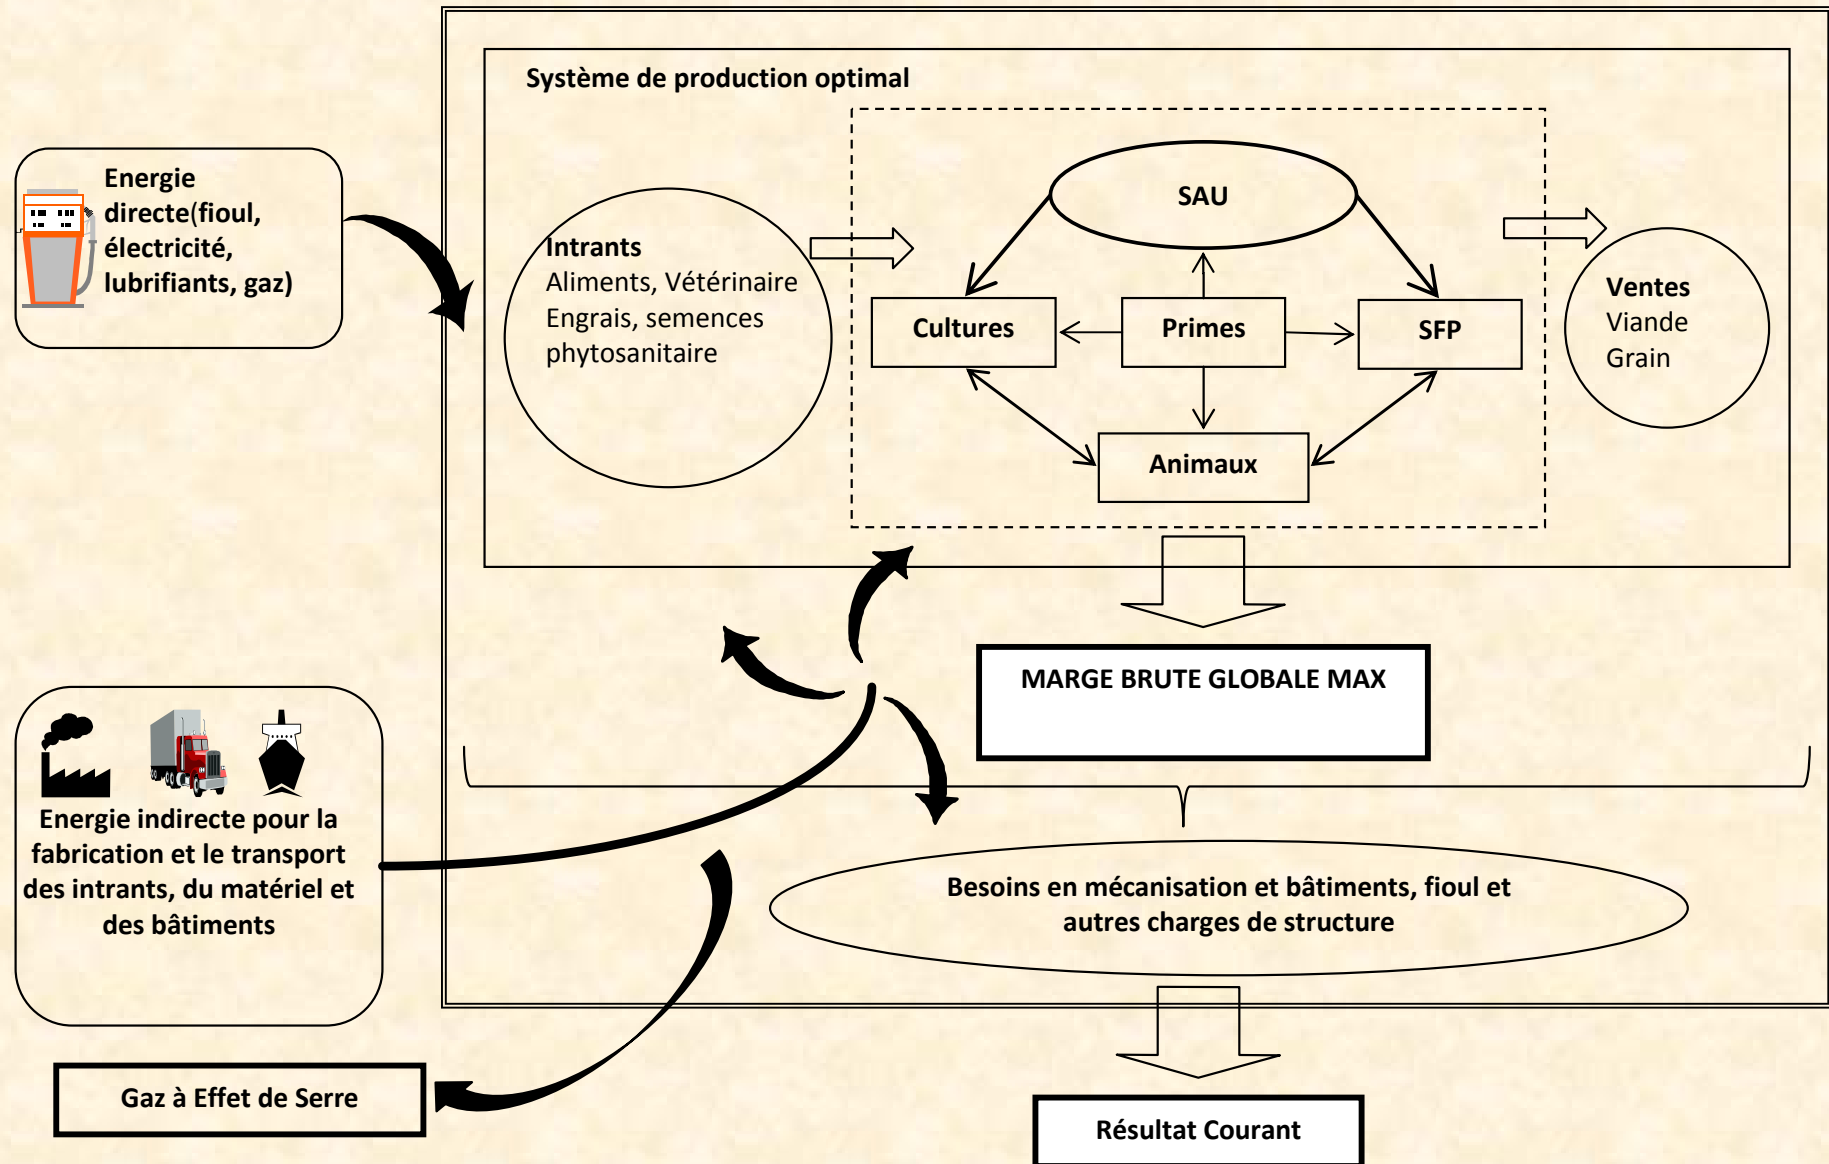 Système de production optimal
Energie
directe(fioul,
électricité,
lubrifiants, gaz)
Intrants
Aliments, Vétérinaire
Engrais, semences
phytosanitaire
SAU
Cultures
Primes
SFP
Animaux
Ventes
Viande
Grain
MARGE BRUTE GLOBALE MAX
Energie indirecte pour la
fabrication et le transport
des intrants, du matériel et
des bâtiments
Besoins en mécanisation et bâtiments, fioul et
autres charges de structure
Gaz à Effet de Serre
Résultat Courant